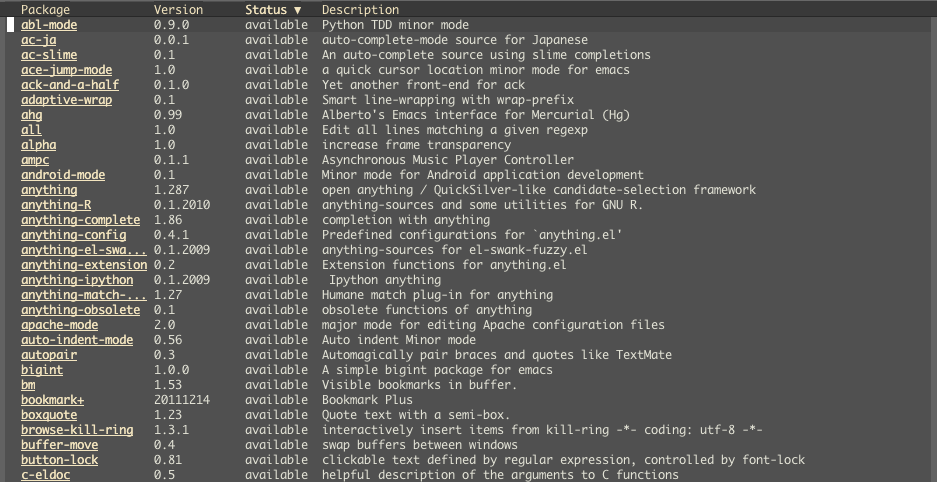 Package Version Status ▼ Description
abl-mode 0.9.0 available Python TDD minor mode
ac-ja 0.0.1 available auto-complete-mode source for Japanese
ac-slime 0.1 available An auto-complete source using slime completions
ace-jump-mode 1.0 available a quick cursor location minor mode for emacs
ack-and-a-half 0.1.0 available Yet another front-end for ack
adaptive-wrap 0.1 available Smart line-wrapping with wrap-prefix
ahg 0.99 available Alberto's Emacs interface for Mercurial (Hg)
all 1.0 available Edit all lines matching a given regexp
alpha 1.0 available increase frame transparency
ampc 0.1.1 available Asynchronous Music Player Controller
android-mode 0.1 available Minor mode for Android application development
anything 1.287 available open anything / QuickSilver-like candidate-selection framework
anything-R 0.1.2010 available anything-sources and some utilities for GNU R.
anything-complete 1.86 available completion with anything
anything-config 0.4.1 available Predefined configurations for `anything.el'
anything-el-swa... 0.1.2009 available anything-sources for el-swank-fuzzy.el
anything-extension 0.2 available Extension functions for anything.el
anything-ipython 0.1.2009 available Ipython anything
anything-match-... 1.27 available Humane match plug-in for anything
anything-obsolete 0.1 available obsolete functions of anything
apache-mode 2.0 available major mode for editing Apache configuration files
auto-indent-mode 0.56 available Auto indent Minor mode
autopair 0.3 available Automagically pair braces and quotes like TextMate
bigint 1.0.0 available A simple bigint package for emacs
bm 1.53 available Visible bookmarks in buffer.
bookmark+ 20111214 available Bookmark Plus
boxquote 1.23 available Quote text with a semi-box.
browse-kill-ring 1.3.1 available interactively insert items from kill-ring -*- coding: utf-8 -*-
buffer-move 0.4 available swap buffers between windows
button-lock 0.81 available clickable text defined by regular expression, controlled by font-lock
c-eldoc 0.5 available helpful description of the arguments to C functions